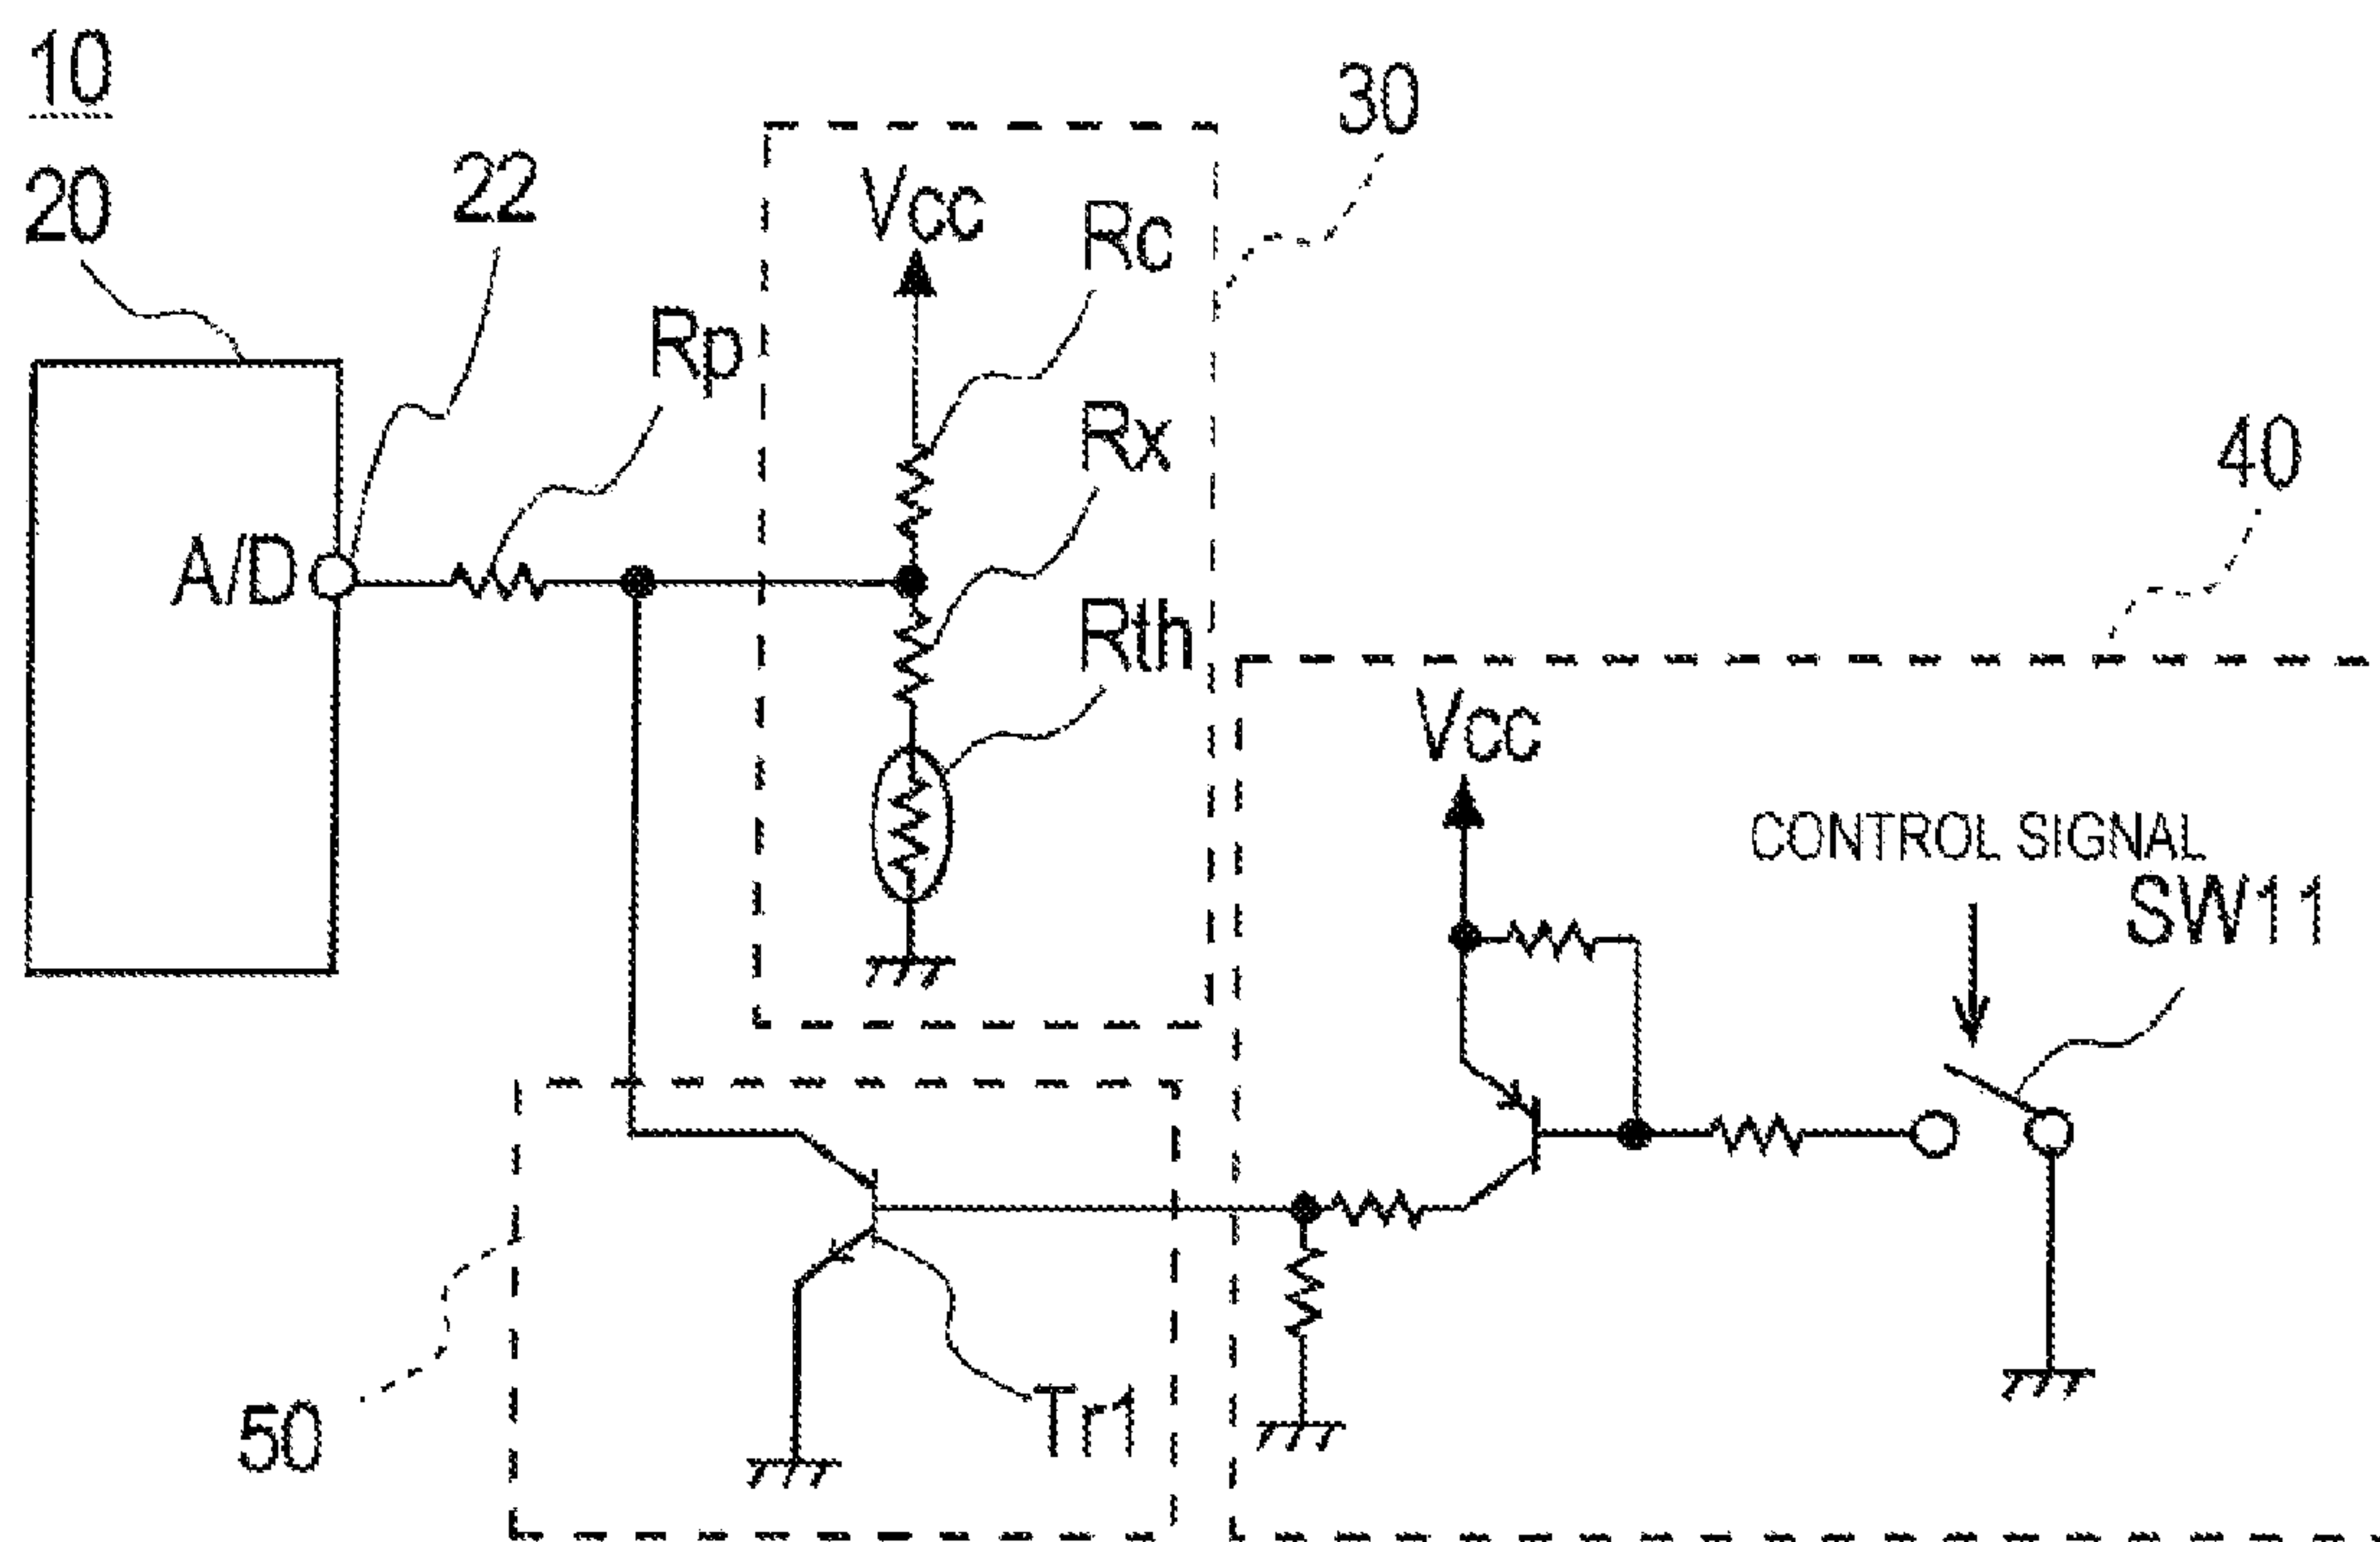 10
20
22
30
Vcc
Rc
Rp
Rx
40
A/D
Rth
Vcc
CONTROL SIGNAL
SW11
50
Tr1